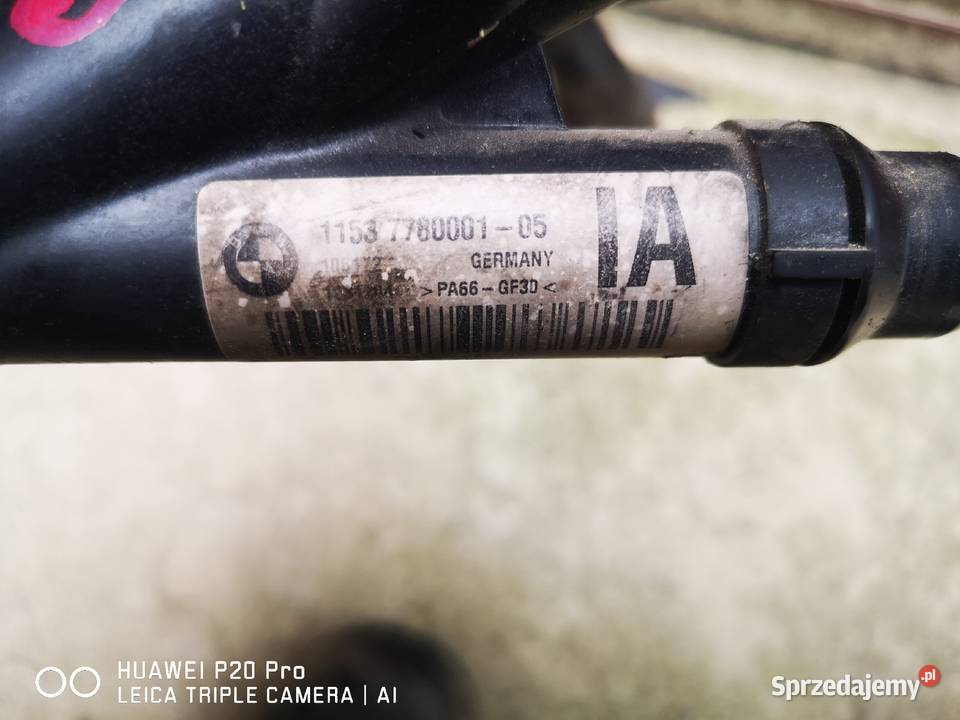 1153 7780001-05
GERMANY
>PA66-GF30<
IA
HUAWEI P20 Pro
LEICA TRIPLE CAMERA | AI
Sprzedajemy.pl